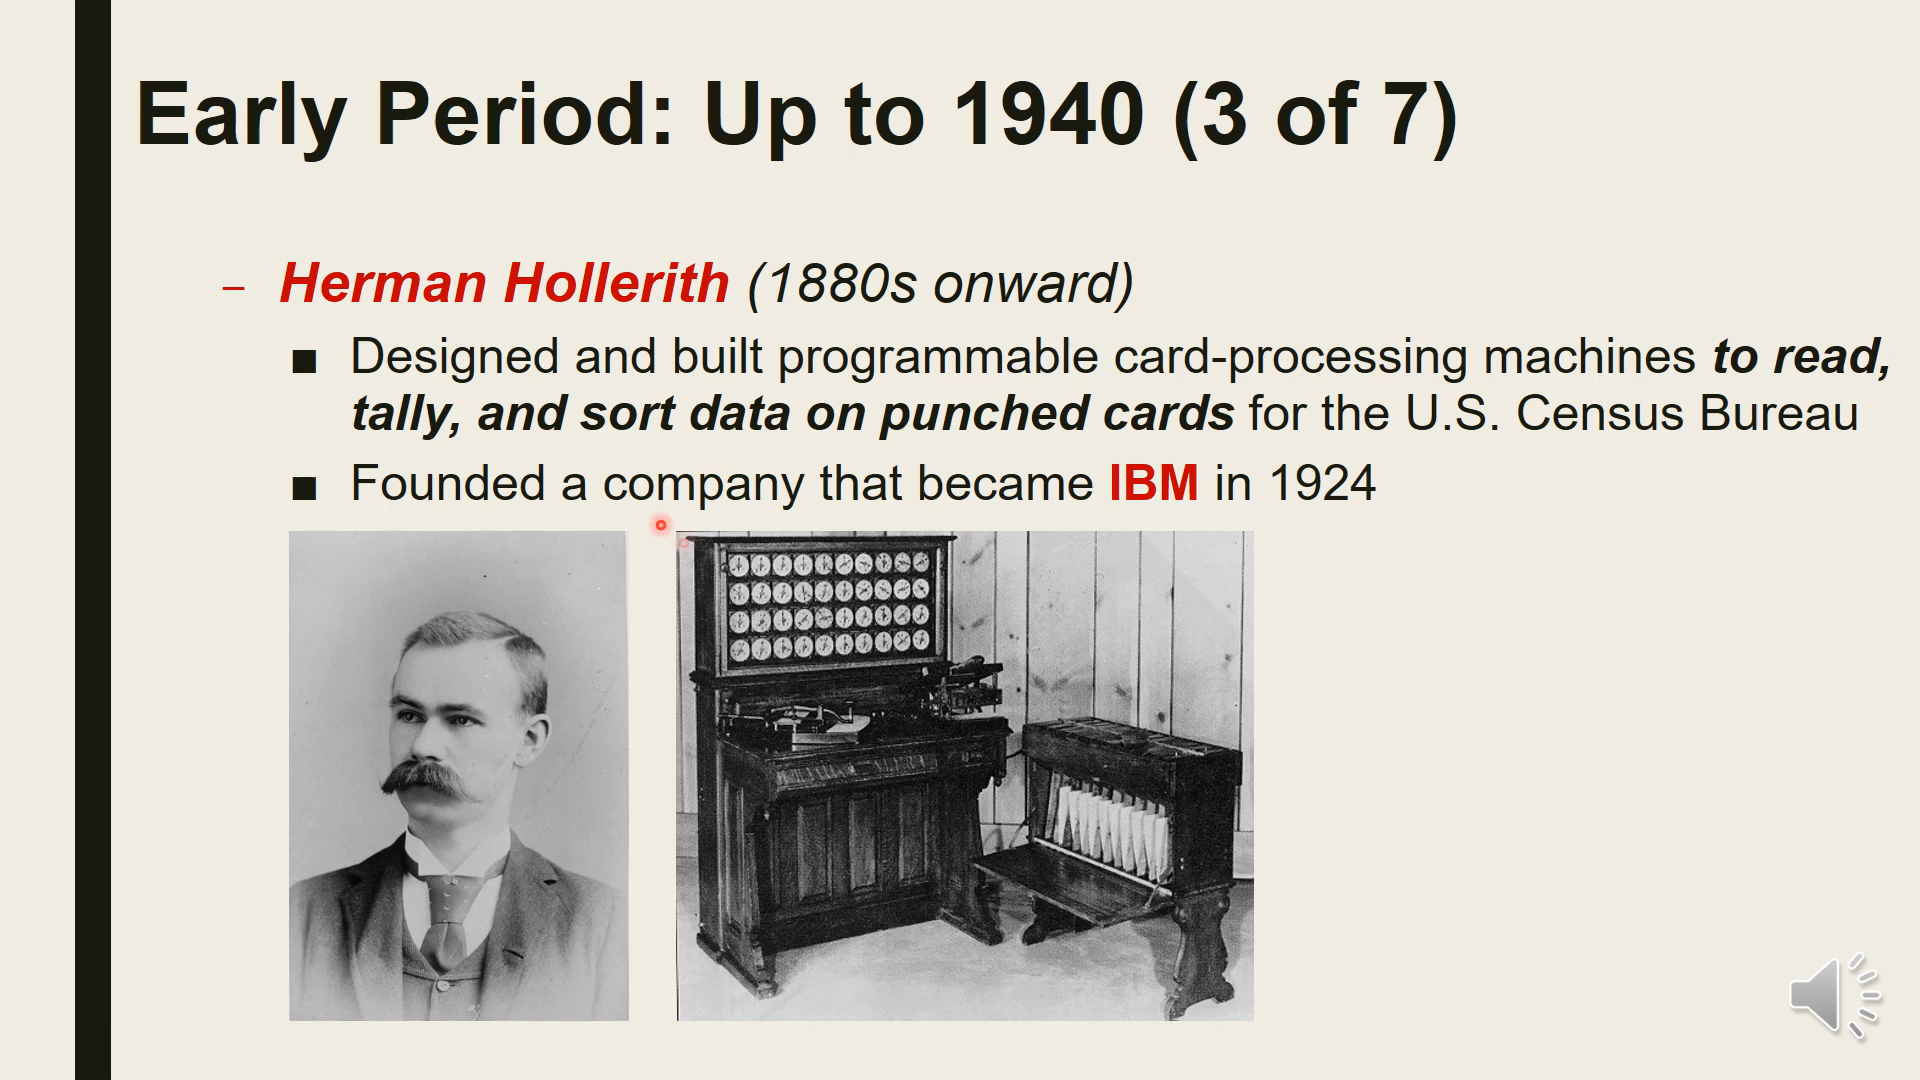 Early Period: Up to 1940 (3 of 7)
– Herman Hollerith (1880s onward)
■ Designed and built programmable card-processing machines to read,
tally, and sort data on punched cards for the U.S. Census Bureau
■ Founded a company that became IBM in 1924